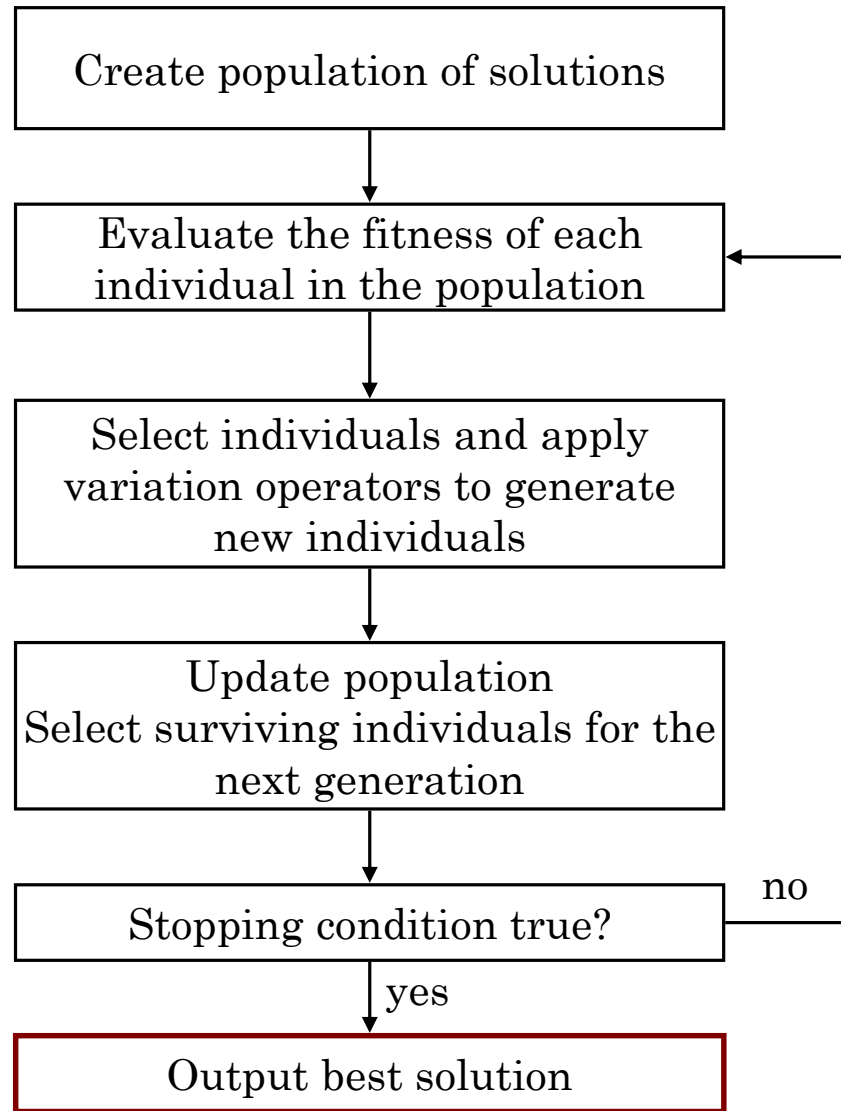 Create population of solutions
Evaluate the fitness of each
individual in the population
Select individuals and apply
variation operators to generate
new individuals
Update population
Select surviving individuals for the
next generation
Stopping condition true?
no
yes
Output best solution